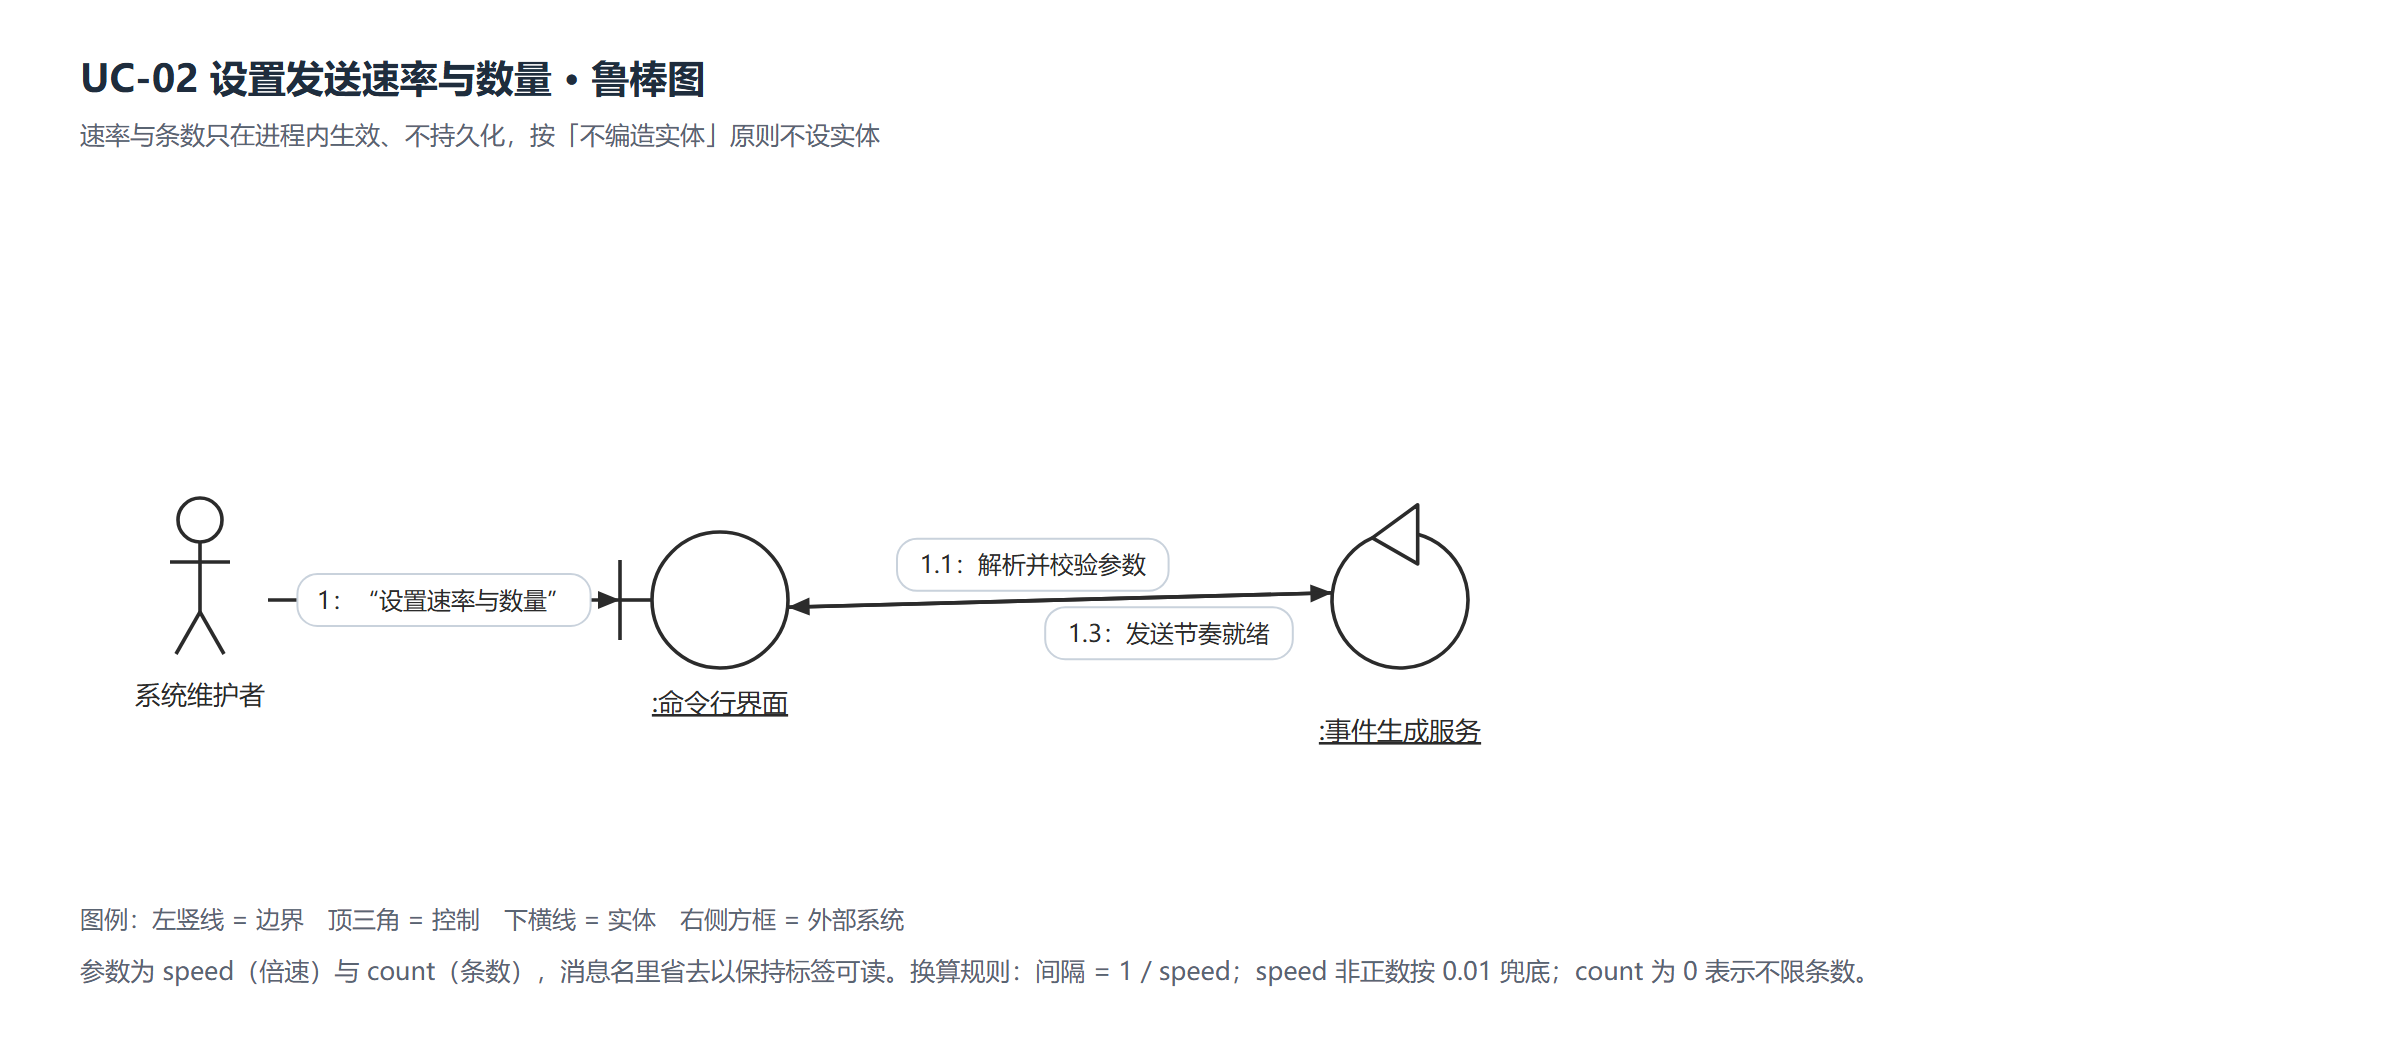 UC-02 设置发送速率与数量 • 鲁棒图
速率与条数只在进程内生效、不持久化，按「不编造实体」原则不设实体
1.1：解析并校验参数
1：“设置速率与数量”
1.3：发送节奏就绪
系统维护者
:命令行界面
:事件生成服务
图例：左竖线 = 边界　顶三角 = 控制　下横线 = 实体　右侧方框 = 外部系统
参数为 speed（倍速）与 count（条数），消息名里省去以保持标签可读。换算规则：间隔 = 1 / speed；speed 非正数按 0.01 兜底；count 为 0 表示不限条数。